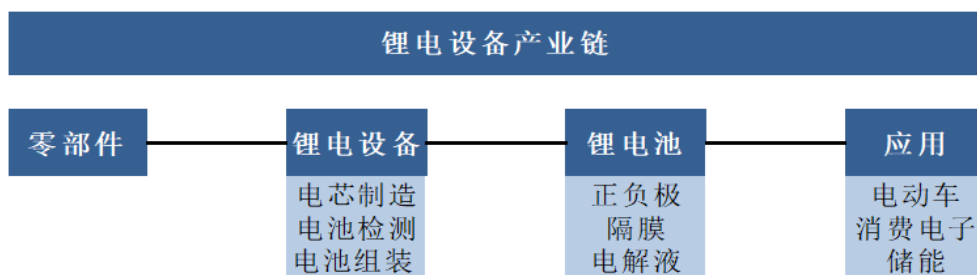 锂电设备产业链
零部件
锂电设备
锂电池
应用
电芯制造
电池检测
电池组装
正负极
隔膜
电解液
电动车
消费电子
储能